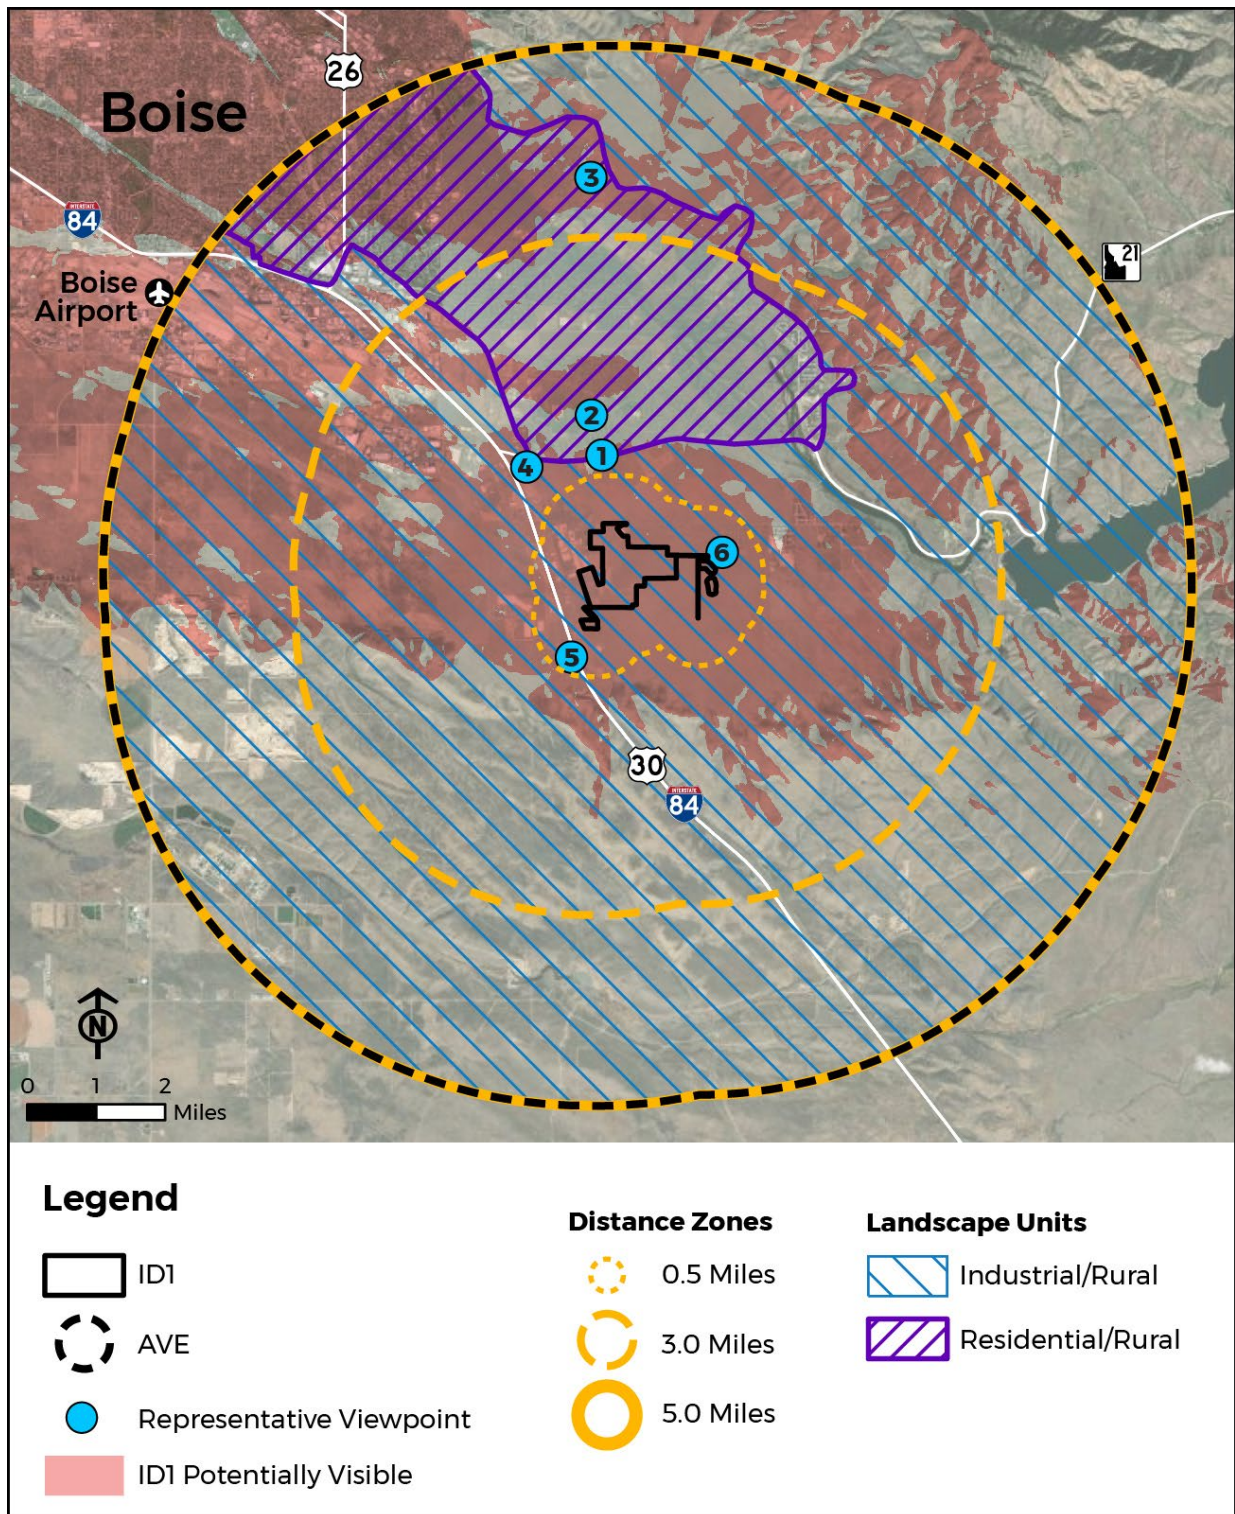 26
Boise
INTERSTATE
84
21
Boise
Airport
3
2
1
4
6
5
30
INTERSTATE
84
N
0 1 2
Miles
Legend
ID1
AVE
Representative Viewpoint
ID1 Potentially Visible
Distance Zones
0.5 Miles
3.0 Miles
5.0 Miles
Landscape Units
Industrial/Rural
Residential/Rural